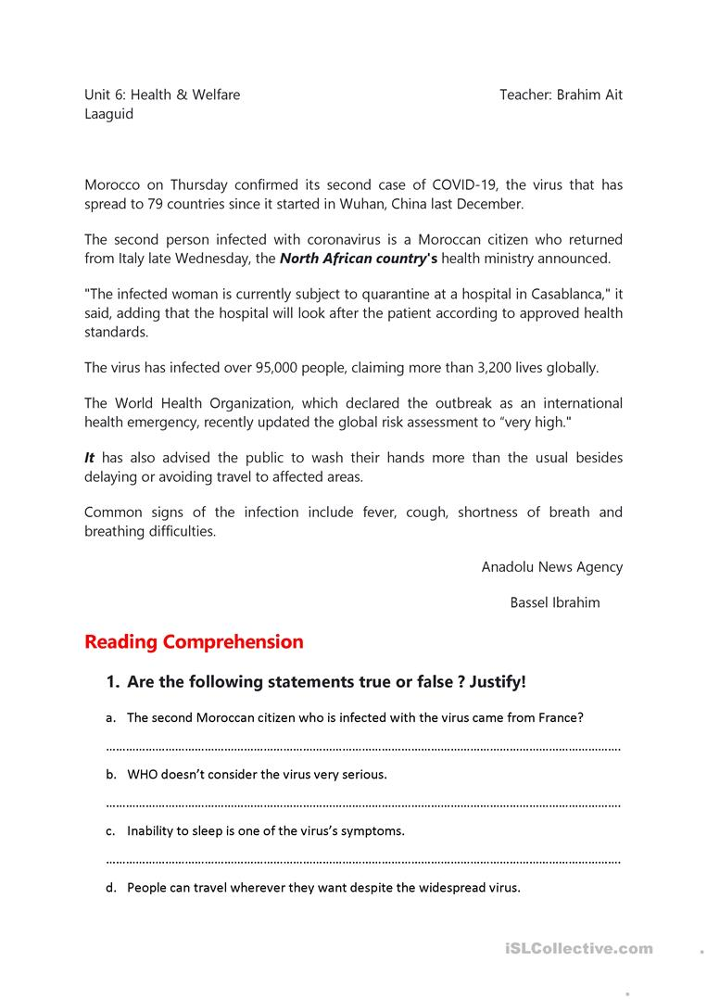 Unit 6: Health & Welfare Teacher: Brahim Ait
Laaguid
Morocco on Thursday confirmed its second case of COVID-19, the virus that has
spread to 79 countries since it started in Wuhan, China last December.
The second person infected with coronavirus is a Moroccan citizen who returned
from Italy late Wednesday, the North African country's health ministry announced.
"The infected woman is currently subject to quarantine at a hospital in Casablanca," it
said, adding that the hospital will look after the patient according to approved health
standards.
The virus has infected over 95,000 people, claiming more than 3,200 lives globally.
The World Health Organization, which declared the outbreak as an international
health emergency, recently updated the global risk assessment to “very high."
It has also advised the public to wash their hands more than the usual besides
delaying or avoiding travel to affected areas.
Common signs of the infection include fever, cough, shortness of breath and
breathing difficulties.
Anadolu News Agency
Bassel Ibrahim
Reading Comprehension
1. Are the following statements true or false ? Justify!
a. The second Moroccan citizen who is infected with the virus came from France?
……………………………………………………………………………………………………………………………………….
b. WHO doesn’t consider the virus very serious.
……………………………………………………………………………………………………………………………………….
c. Inability to sleep is one of the virus’s symptoms.
……………………………………………………………………………………………………………………………………….
d. People can travel wherever they want despite the widespread virus.
iSLCollective.com